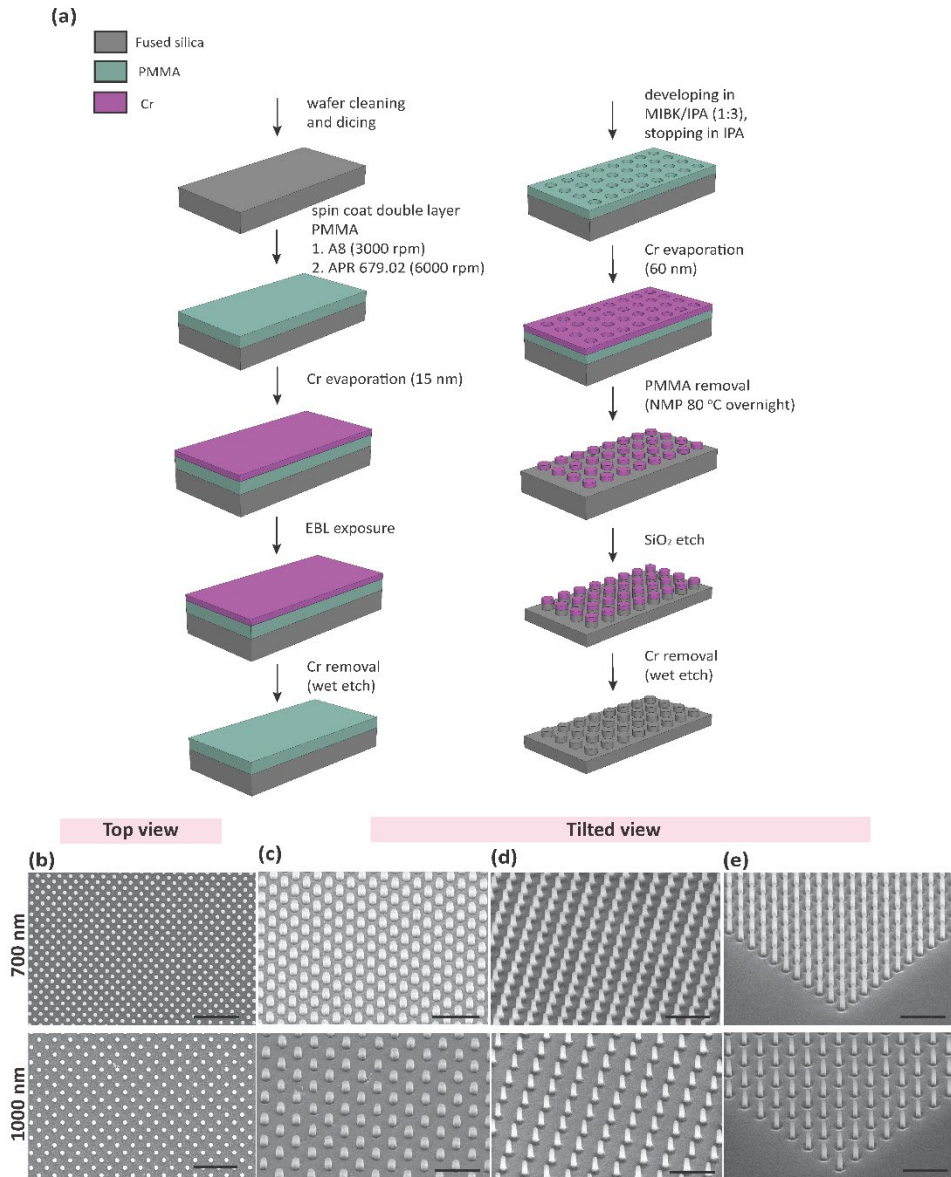 (a)
Fused silica
PMMA
Cr
wafer cleaning
and dicing
spin coat double layer
PMMA
1. A8 (3000 rpm)
2. APR 679.02 (6000 rpm)
Cr evaporation (15 nm)
EBL exposure
Cr removal
(wet etch)
developing in
MIBK/IPA (1:3),
stopping in IPA
Cr evaporation
(60 nm)
PMMA removal
(NMP 80 °C overnight)
SiO₂ etch
Cr removal
(wet etch)
Top view
Tilted view
(b)
(c)
(d)
(e)
700 nm
1000 nm